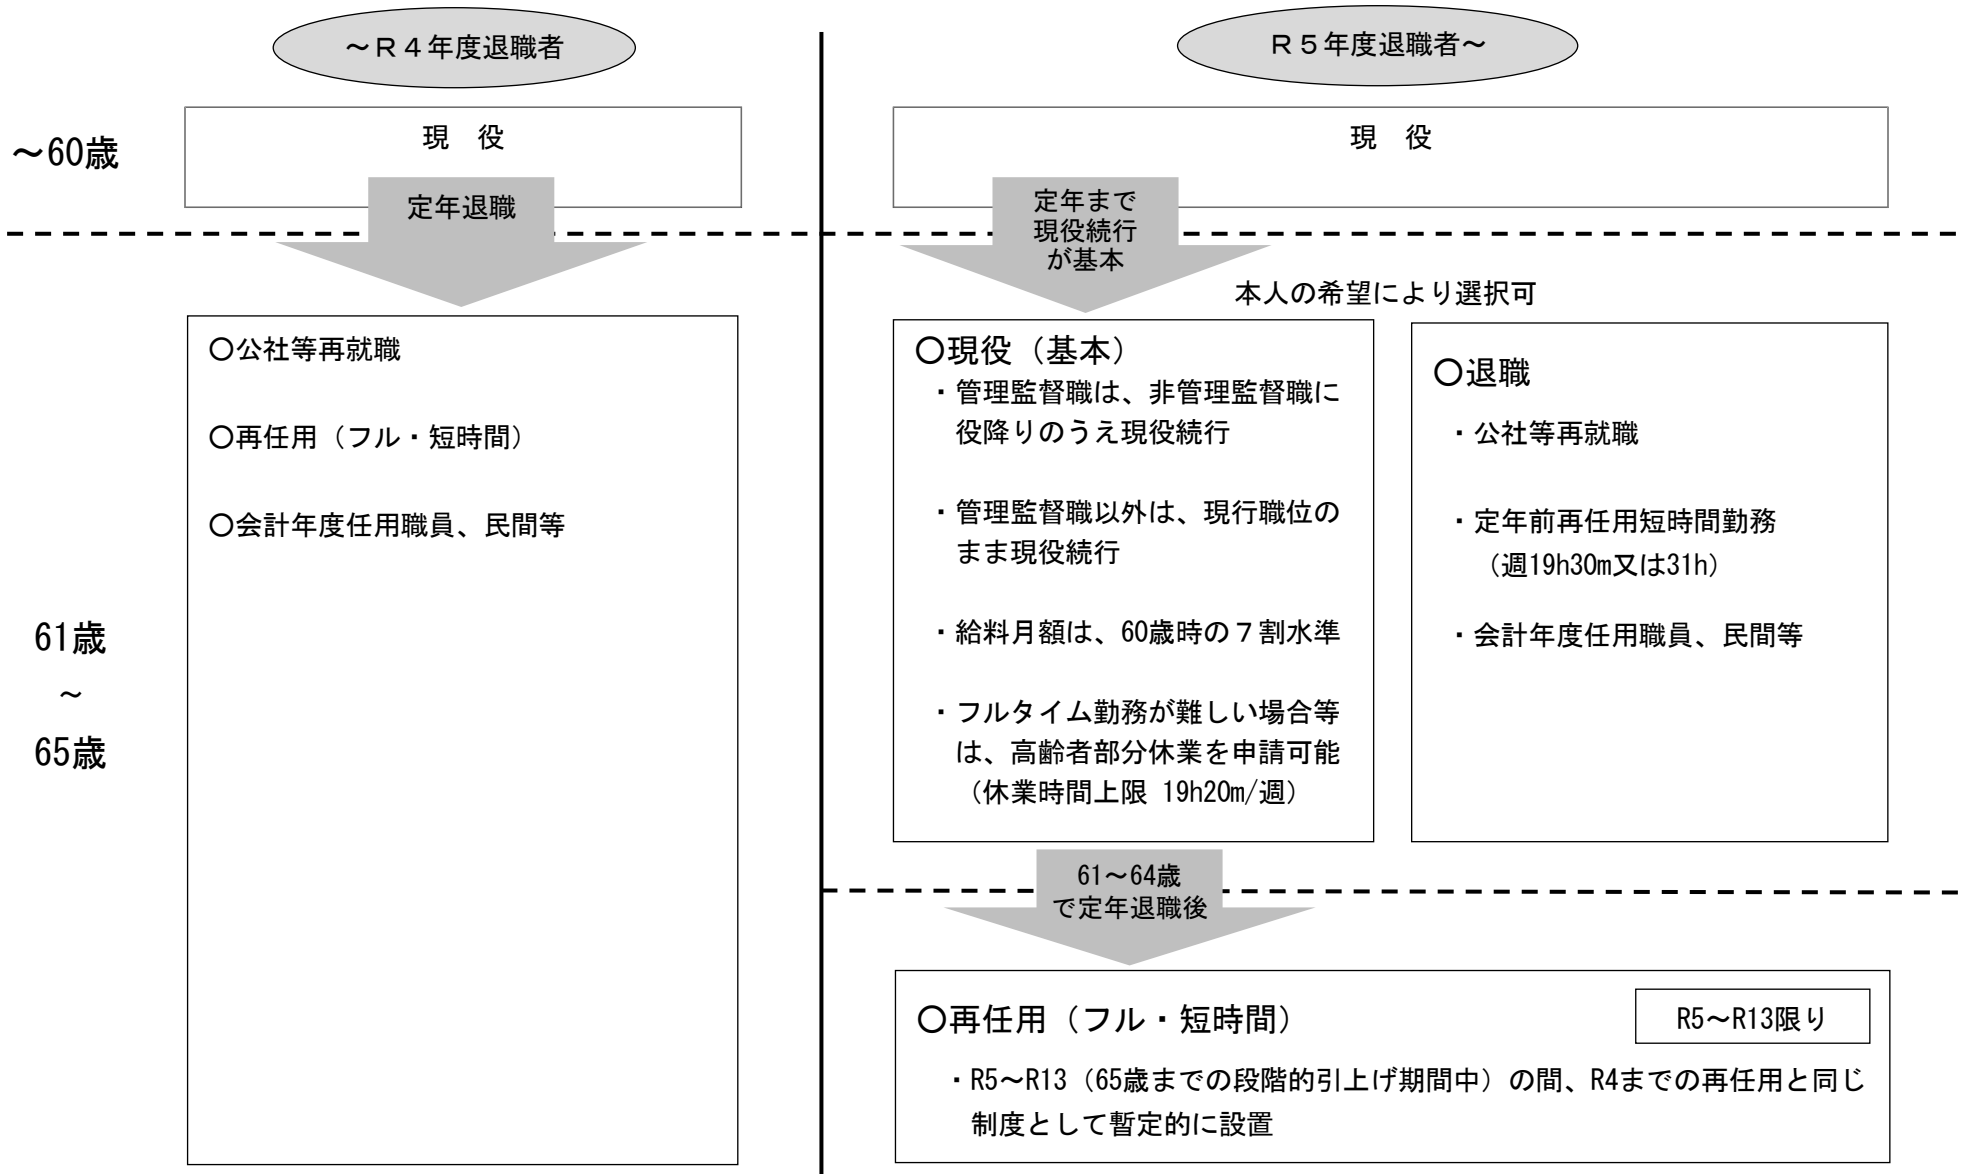 ～Ｒ４年度退職者
Ｒ５年度退職者～
～60歳
現　役
現　役
定年退職
定年まで
現役続行
が基本
本人の希望により選択可
61歳
～
65歳
〇公社等再就職
〇再任用（フル・短時間）
〇会計年度任用職員、民間等
〇現役（基本）
・管理監督職は、非管理監督職に
役降りのうえ現役続行
・管理監督職以外は、現行職位の
まま現役続行
・給料月額は、60歳時の７割水準
・フルタイム勤務が難しい場合等
は、高齢者部分休業を申請可能
（休業時間上限 19h20m/週）
〇退職
・公社等再就職
・定年前再任用短時間勤務
（週19h30m又は31h）
・会計年度任用職員、民間等
61～64歳
で定年退職後
〇再任用（フル・短時間）
R5～R13限り
・R5～R13（65歳までの段階的引上げ期間中）の間、R4までの再任用と同じ
制度として暫定的に設置